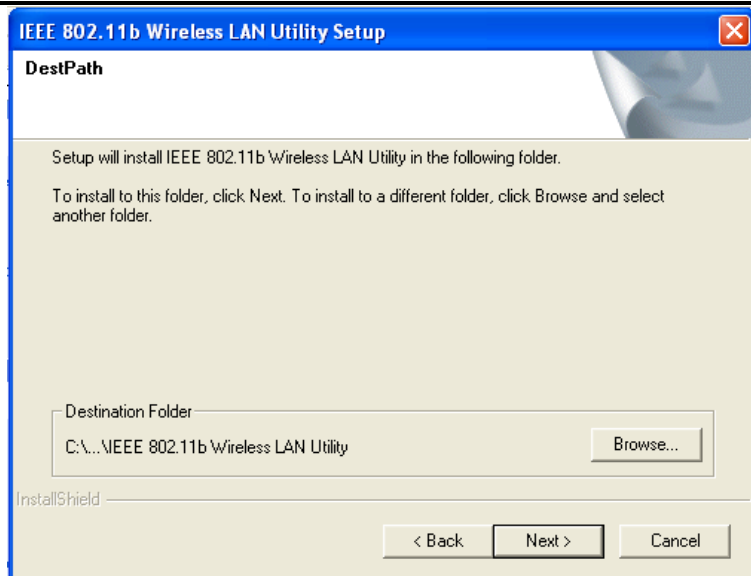 IEEE 802.11b Wireless LAN Utility Setup
DestPath
Setup will install IEEE 802.11b Wireless LAN Utility in the following folder.
To install to this folder, click Next. To install to a different folder, click Browse and select
another folder.
Destination Folder
C:\...\IEEE 802.11b Wireless LAN Utility
Browse...
InstallShield
< Back
Next >
Cancel